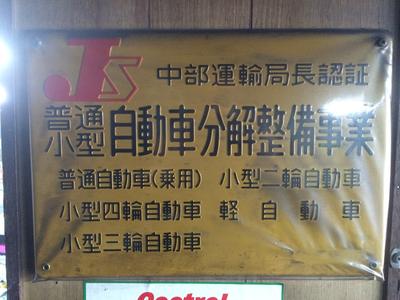 JS 中部運輸局長認証
普通
小型 自動車分解整備事業
普通自動車(乗用) 小型二輪自動車
小型四輪自動車 軽自動車
小型三輪自動車
Castrol